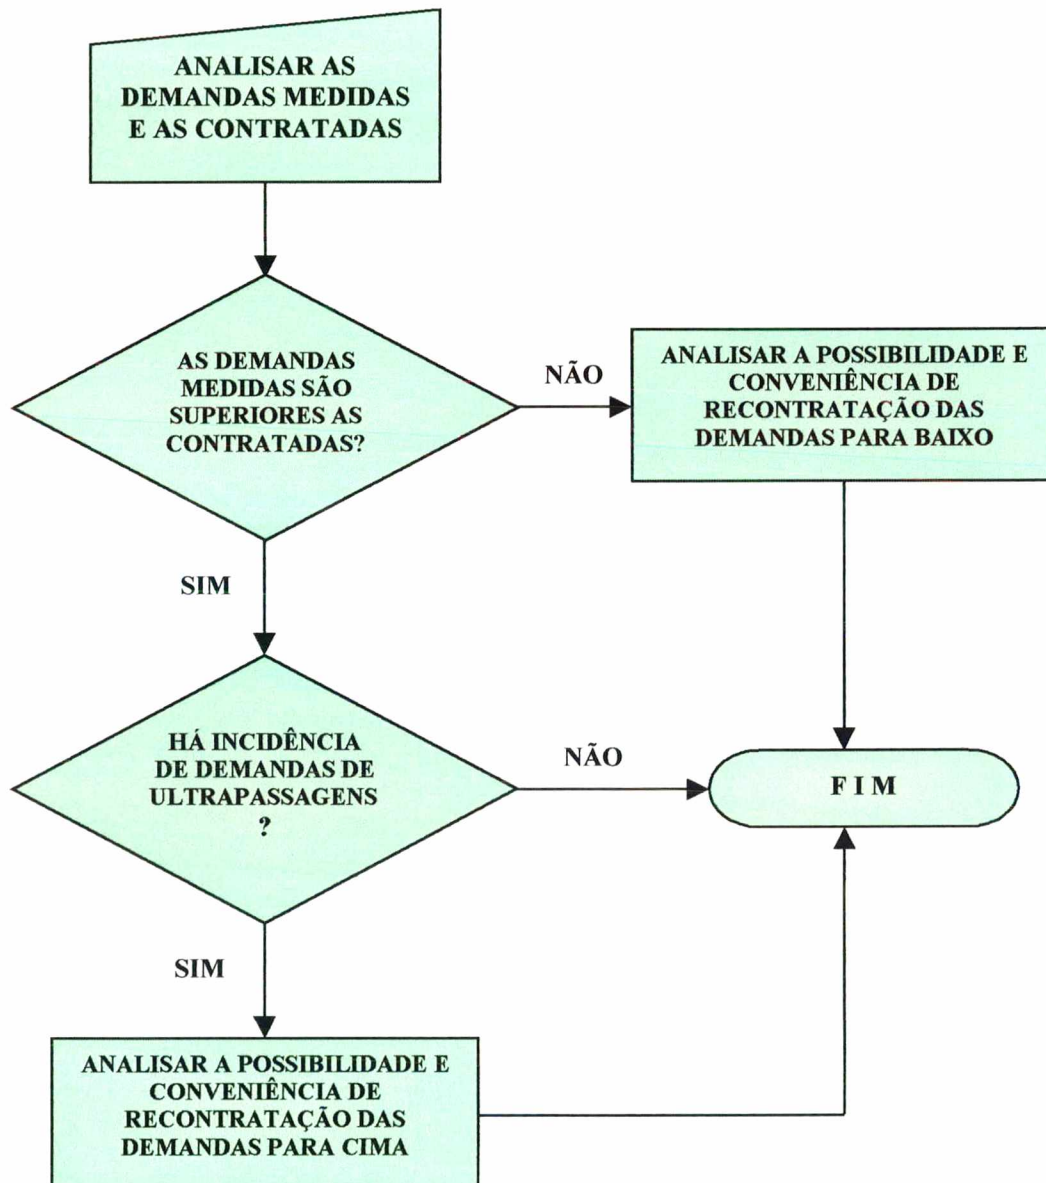 ANALISAR AS
DEMANDAS MEDIDAS
E AS CONTRATADAS
AS DEMANDAS
MEDIDAS SÃO
SUPERIORES AS
CONTRATADAS?
NÃO
ANALISAR A POSSIBILIDADE E
CONVENIÊNCIA DE
RECONTRATAÇÃO DAS
DEMANDAS PARA BAIXO
SIM
HÁ INCIDÊNCIA
DE DEMANDAS DE
ULTRAPASSAGENS
?
NÃO
F I M
SIM
ANALISAR A POSSIBILIDADE E
CONVENIÊNCIA DE
RECONTRATAÇÃO DAS
DEMANDAS PARA CIMA